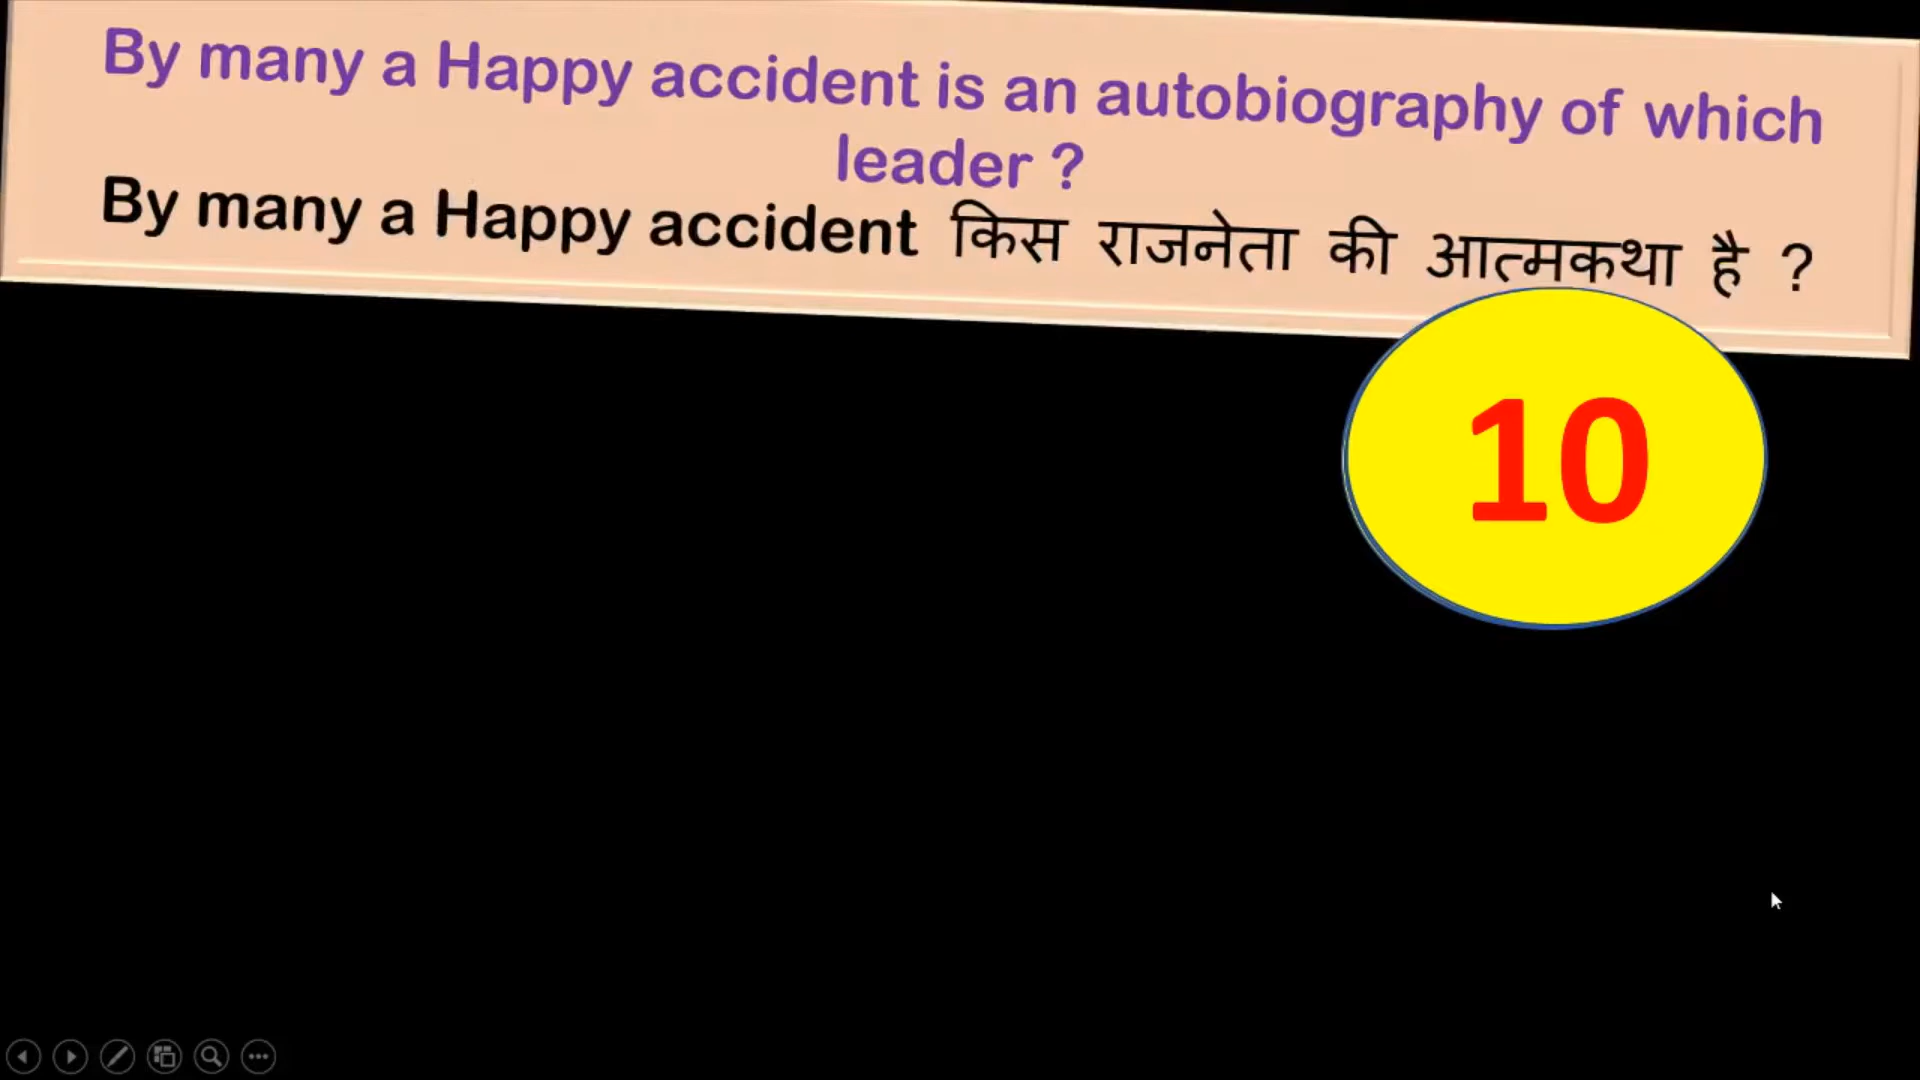 By many a Happy accident is an autobiography of which
leader ?
By many a Happy accident किस राजनेता की आत्मकथा है ?
10